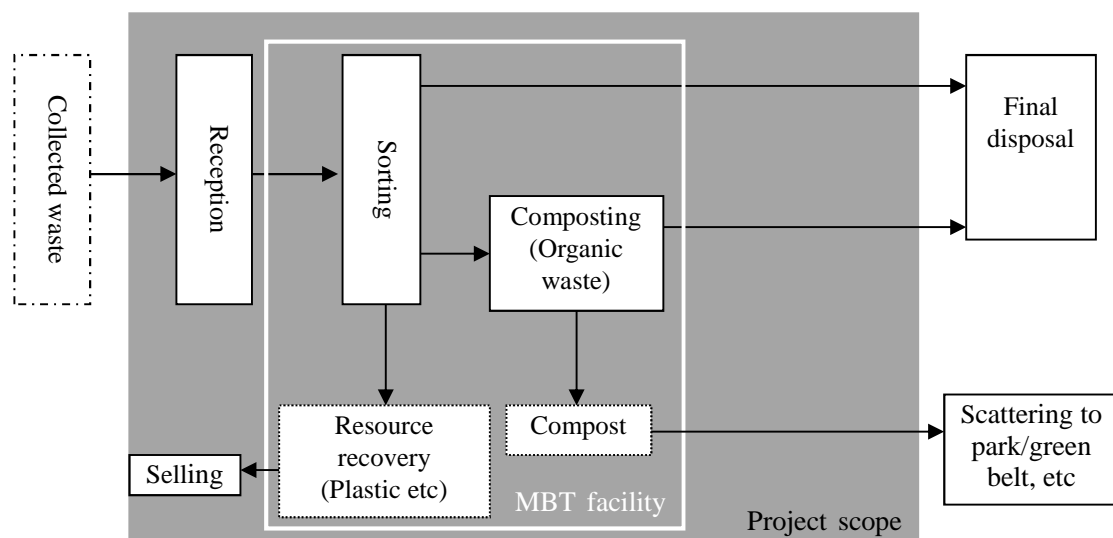 Collected waste
Reception
Sorting
Final
disposal
Composting
(Organic
waste)
Resource
recovery
(Plastic etc)
Compost
Scattering to
park/green
belt, etc
Selling
MBT facility
Project scope